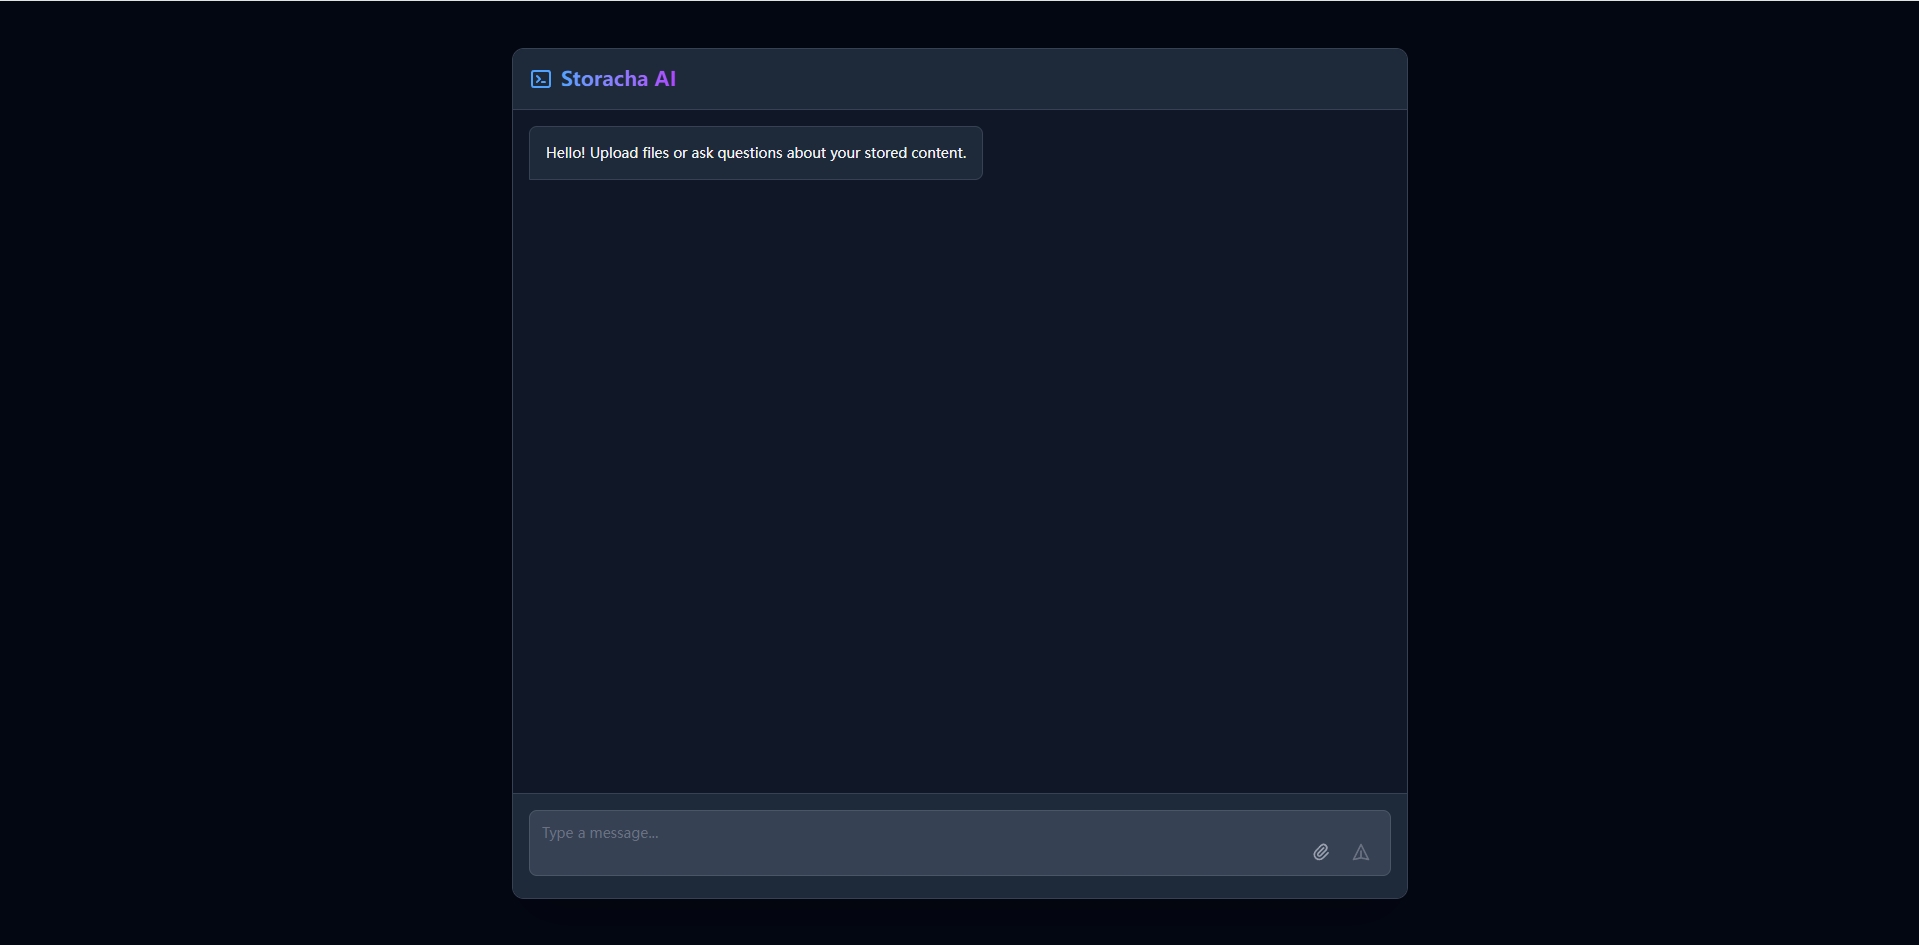 Storacha AI
Hello! Upload files or ask questions about your stored content.
Type a message...